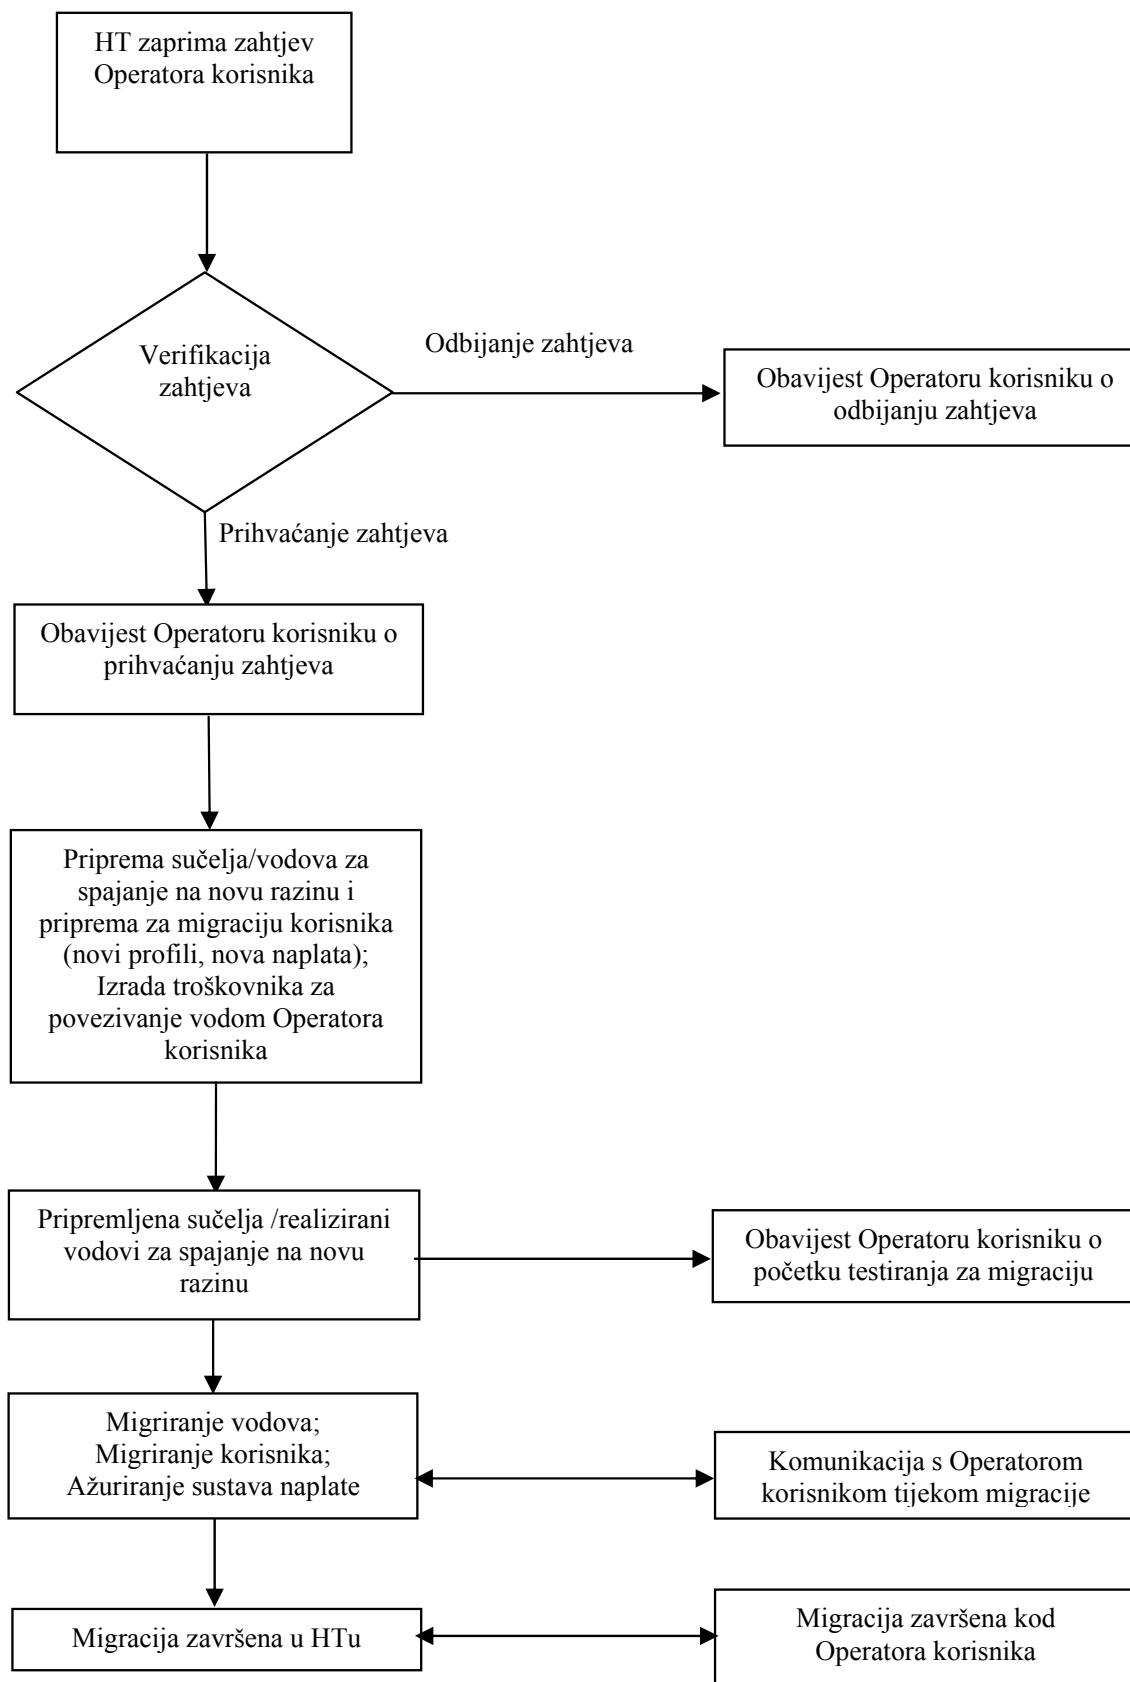 HT zaprima zahtjev
Operatora korisnika
Verifikacija
zahtjeva
Odbijanje zahtjeva
Obavijest Operatoru korisniku o
odbijanju zahtjeva
Prihvaćanje zahtjeva
Obavijest Operatoru korisniku o
prihvaćanju zahtjeva
Priprema sučelja/vodova za
spajanje na novu razinu i
priprema za migraciju korisnika
(novi profili, nova naplata);
Izrada troškovnika za
povezivanje vodom Operatora
korisnika
Pripremljena sučelja /realizirani
vodovi za spajanje na novu
razinu
Obavijest Operatoru korisniku o
početku testiranja za migraciju
Migriranje vodova;
Migriranje korisnika;
Ažuriranje sustava naplate
Komunikacija s Operatorom
korisnikom tijekom migracije
Migracija završena u HTu
Migracija završena kod
Operatora korisnika